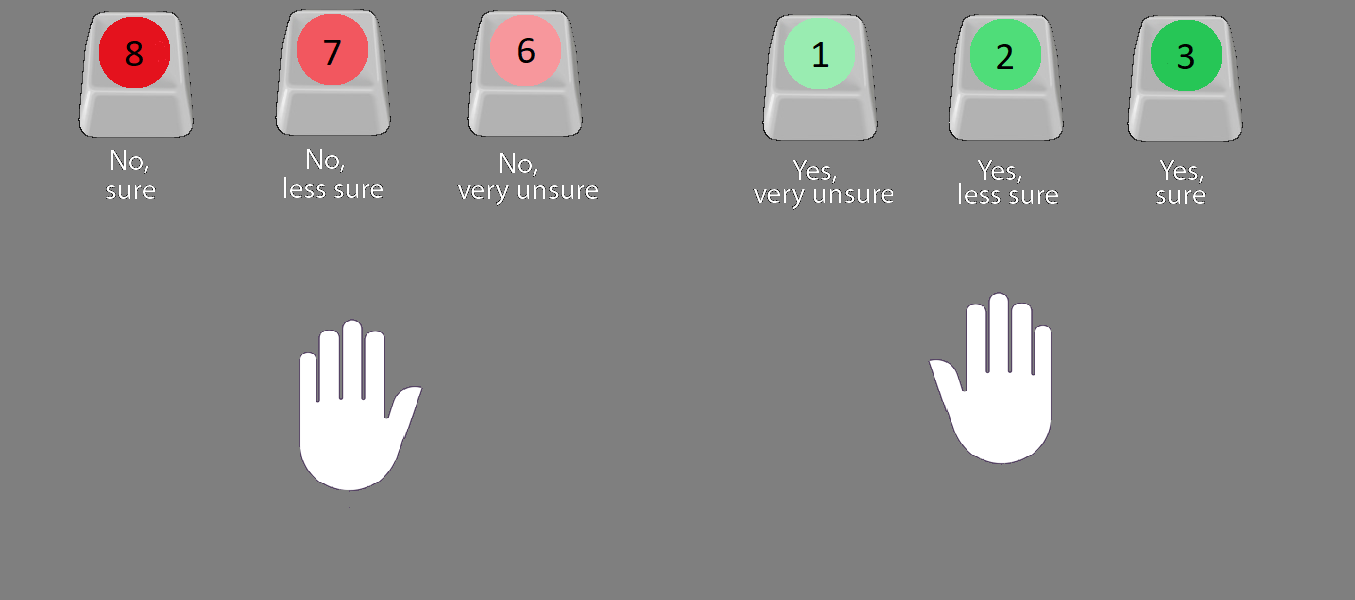 8
7
6
1
2
3
No,
sure
No,
less sure
No,
very unsure
Yes,
very unsure
Yes,
less sure
Yes,
sure